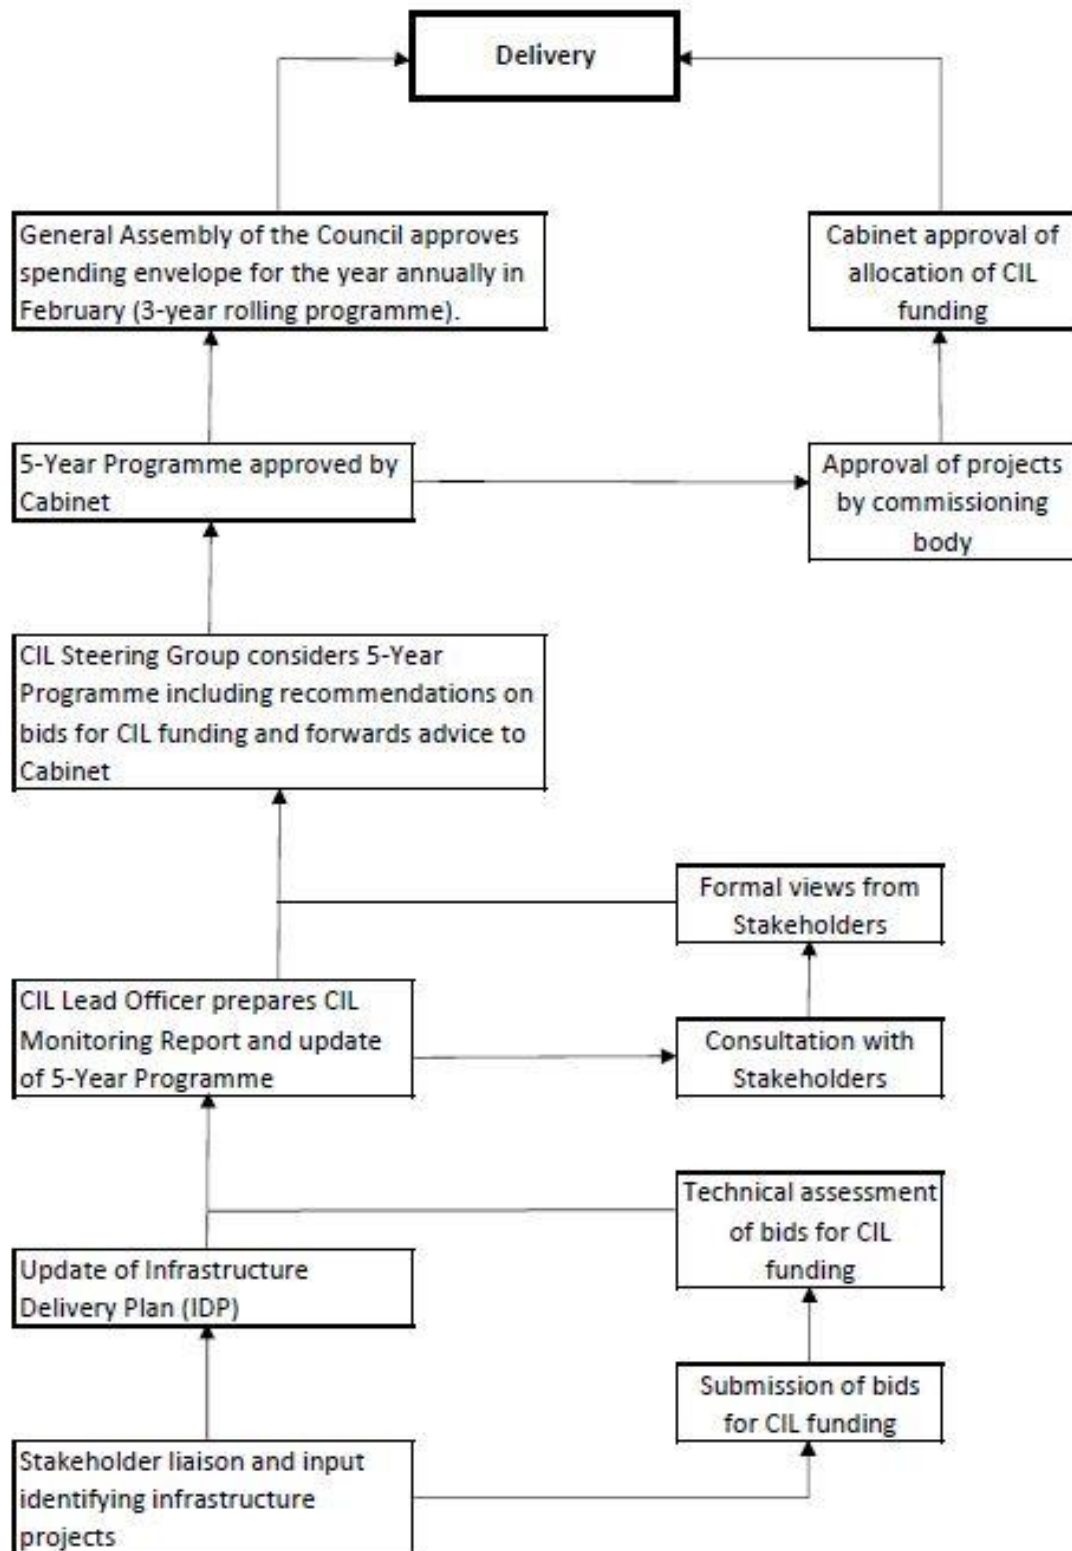 Delivery
General Assembly of the Council approves
spending envelope for the year annually in
February (3-year rolling programme).
Cabinet approval of
allocation of CIL
funding
5-Year Programme approved by
Cabinet
Approval of projects
by commissioning
body
CIL Steering Group considers 5-Year
Programme including recommendations on
bids for CIL funding and forwards advice to
Cabinet
Formal views from
Stakeholders
CIL Lead Officer prepares CIL
Monitoring Report and update
of 5-Year Programme
Consultation with
Stakeholders
Technical assessment
of bids for CIL
funding
Update of Infrastructure
Delivery Plan (IDP)
Submission of bids
for CIL funding
Stakeholder liaison and input
identifying infrastructure
projects